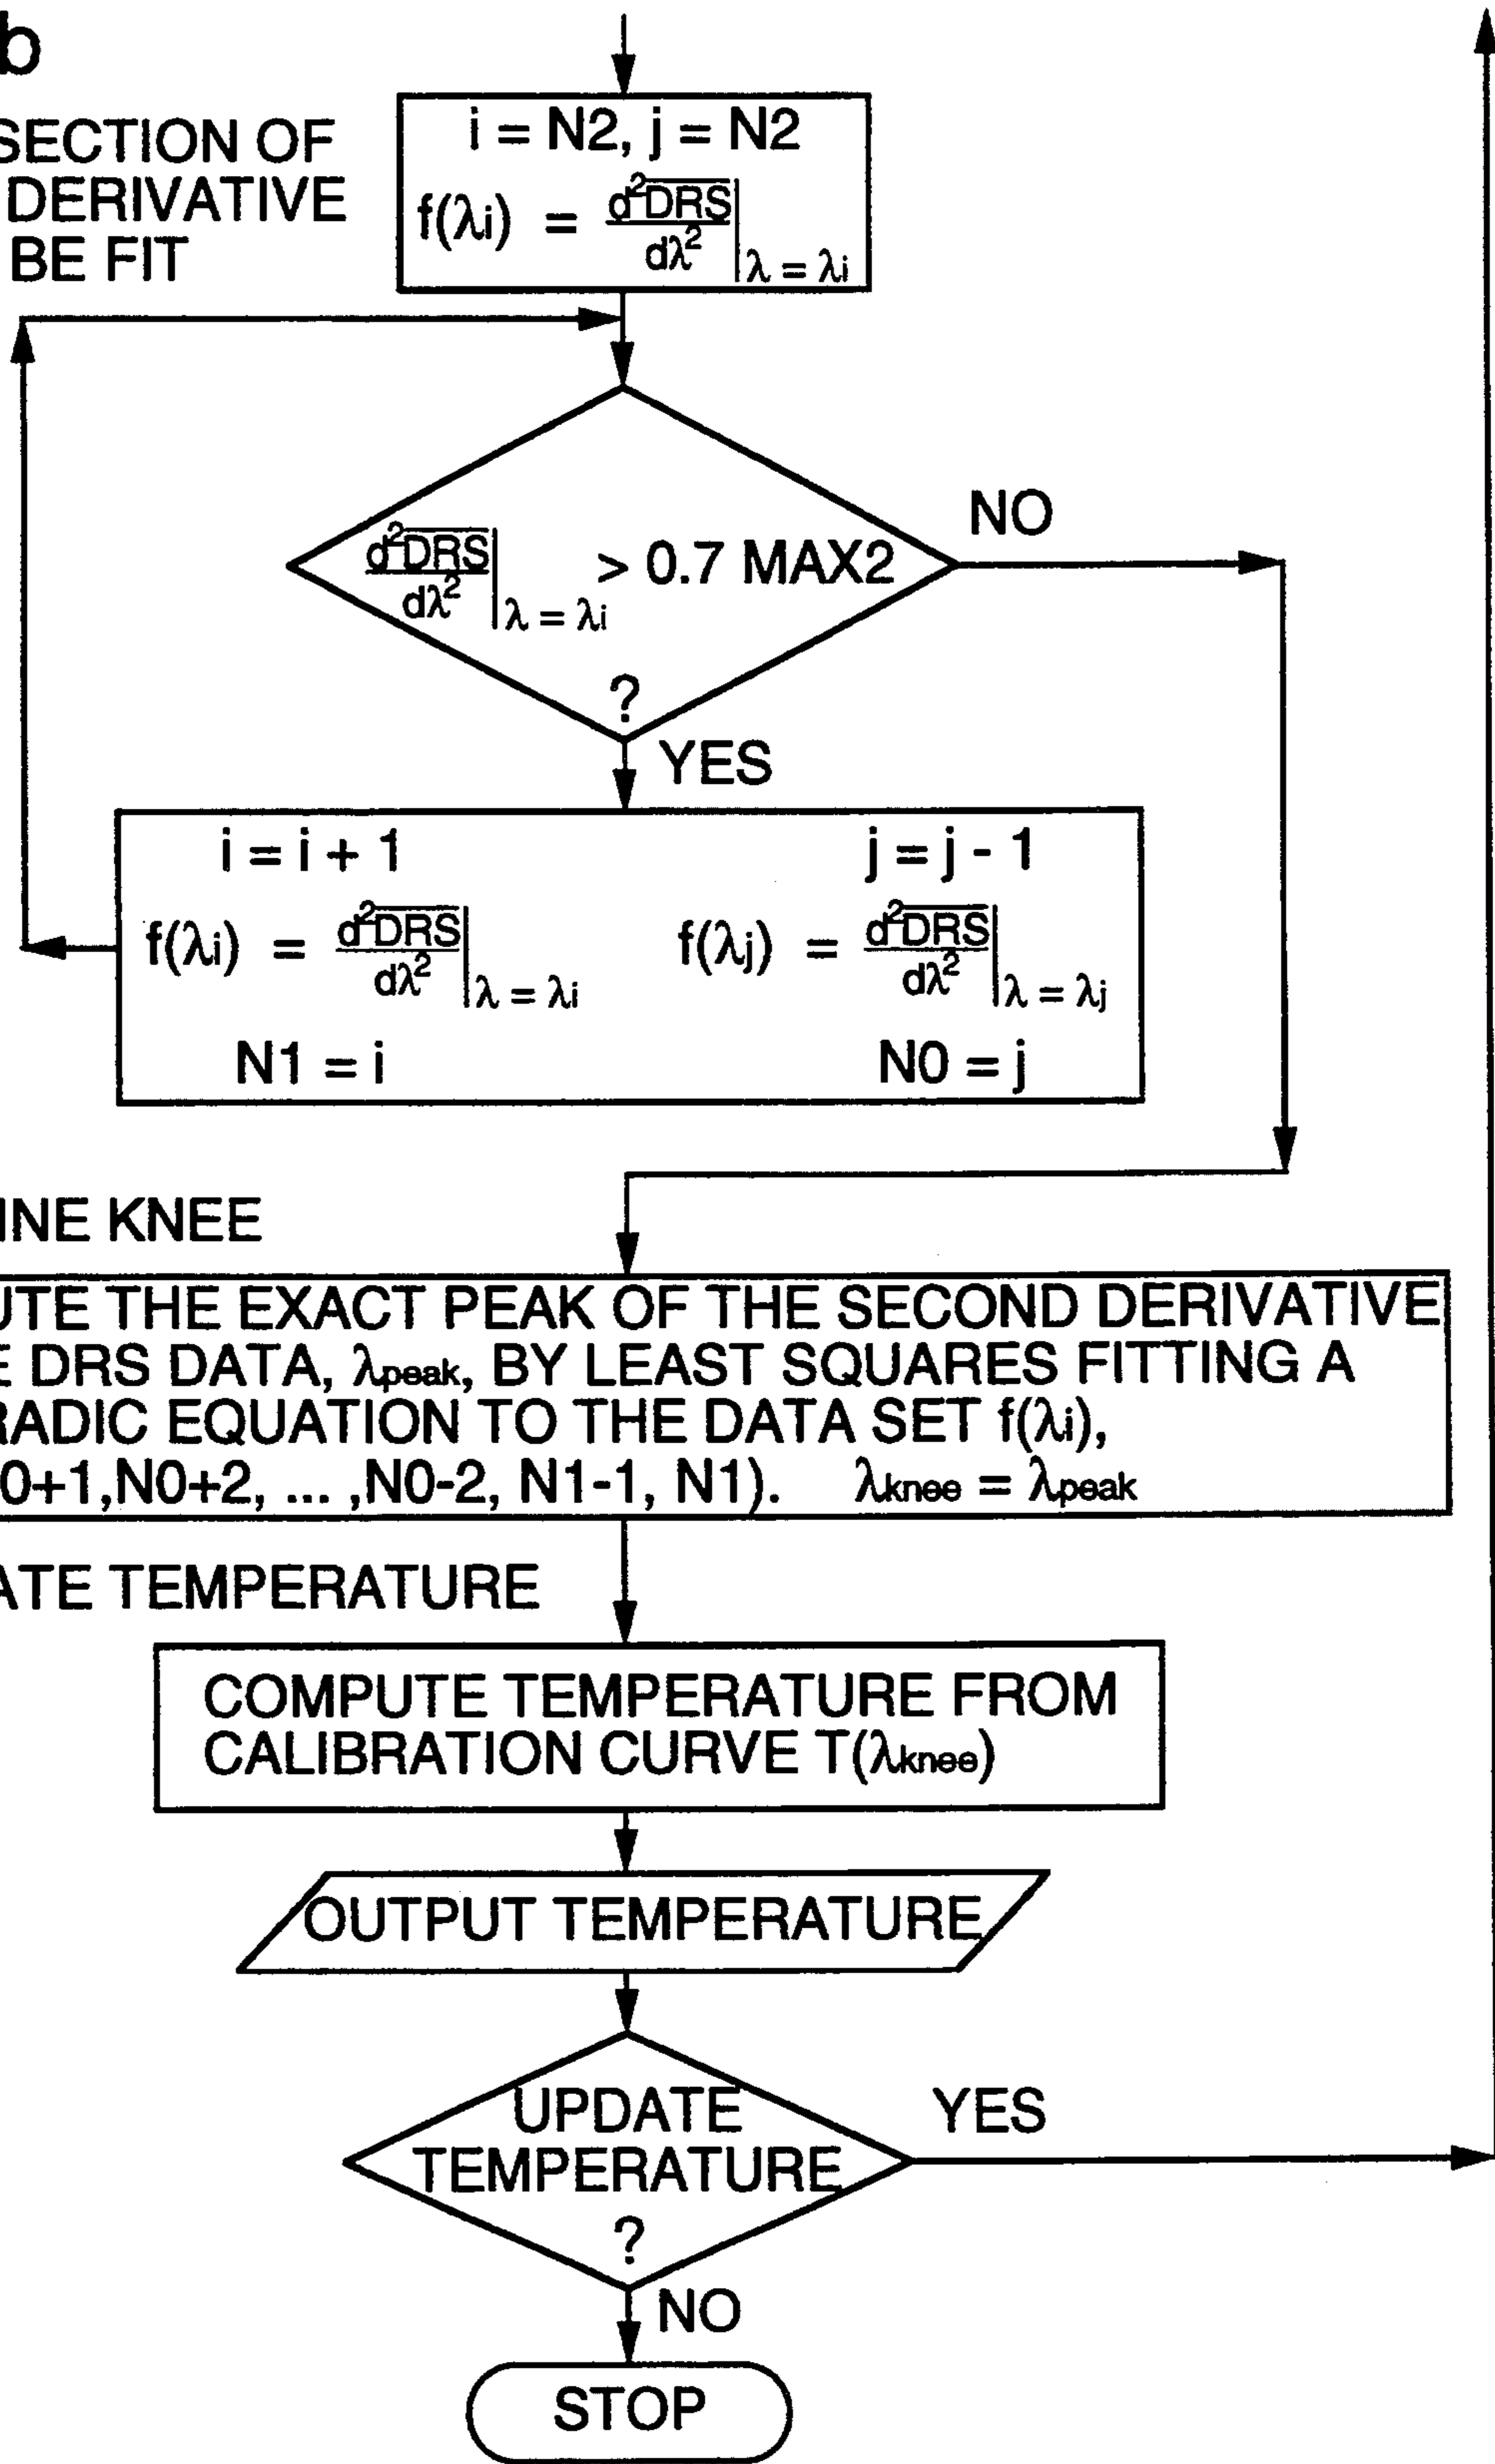 b
SECTION OF
DERIVATIVE
BE FIT
i = N2, j = N2
f(λi) = d²DRS/dλ² |λ = λi
d²DRS/dλ² |λ = λi > 0.7 MAX2
?
NO
YES
i = i + 1 j = j - 1
f(λi) = d²DRS/dλ² |λ = λi f(λj) = d²DRS/dλ² |λ = λj
N1 = i N0 = j
INE KNEE
UTE THE EXACT PEAK OF THE SECOND DERIVATIVE
E DRS DATA, λpeak, BY LEAST SQUARES FITTING A
RADIC EQUATION TO THE DATA SET f(λi),
0+1,N0+2, ... ,N0-2, N1-1, N1). λknee = λpeak
ATE TEMPERATURE
COMPUTE TEMPERATURE FROM
CALIBRATION CURVE T(λknee)
OUTPUT TEMPERATURE
UPDATE
TEMPERATURE
?
YES
NO
STOP